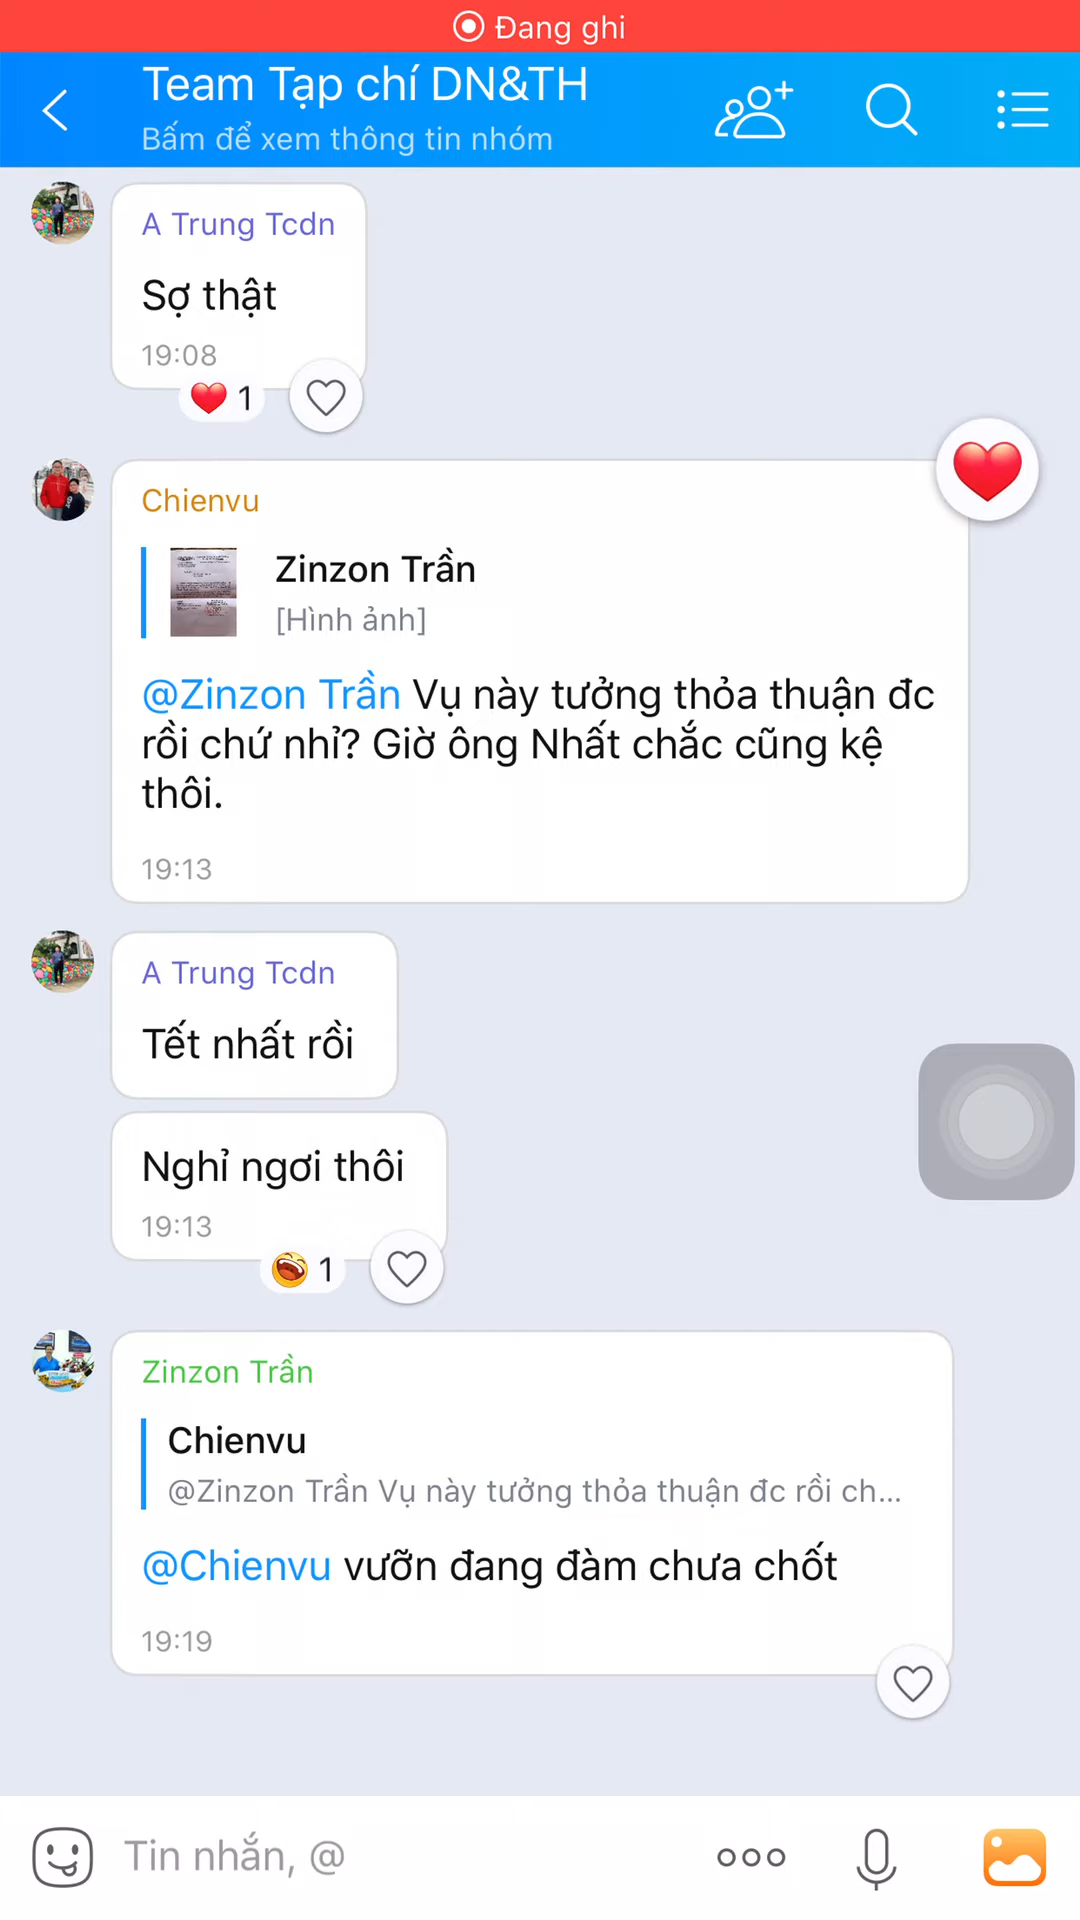 Đang ghi
Team Tạp chí DN&TH
Bấm để xem thông tin nhóm
A Trung Tcdn
Sợ thật
19:08
1
Chienvu
Zinzon Trần
[Hình ảnh]
@Zinzon Trần Vụ này tưởng thỏa thuận đc
rồi chứ nhỉ? Giờ ông Nhất chắc cũng kệ
thôi.
19:13
A Trung Tcdn
Tết nhất rồi
Nghỉ ngơi thôi
19:13
1
Zinzon Trần
Chienvu
@Zinzon Trần Vụ này tưởng thỏa thuận đc rồi ch...
@Chienvu vưỡn đang đàm chưa chốt
19:19
Tin nhắn, @